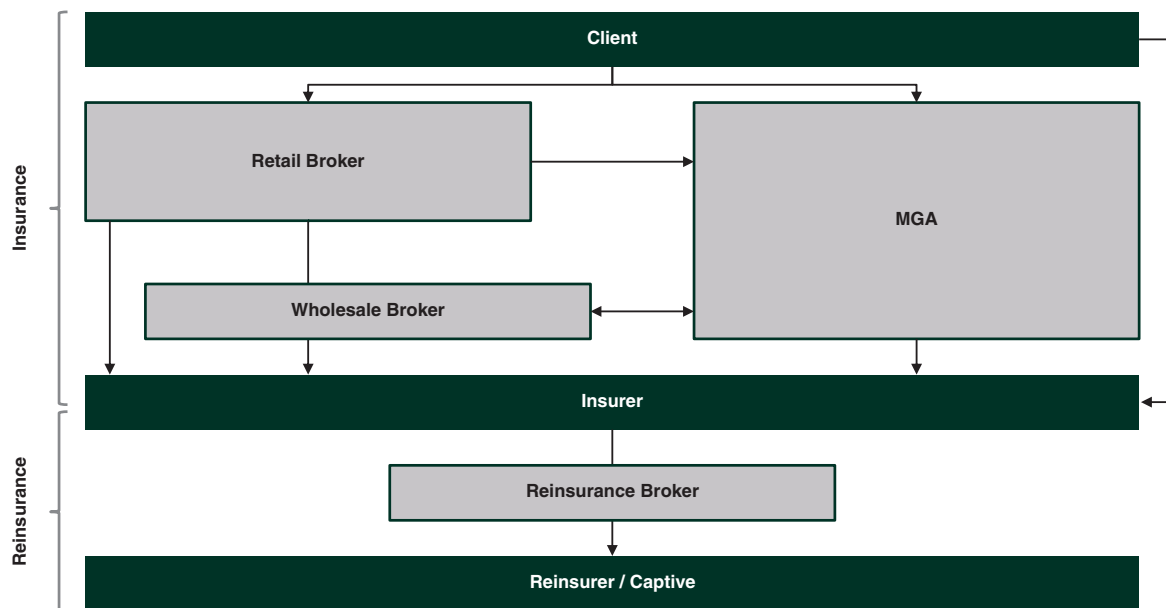 Client
Retail Broker
MGA
Insurance
Wholesale Broker
Insurer
Reinsurance Broker
Reinsurance
Reinsurer / Captive